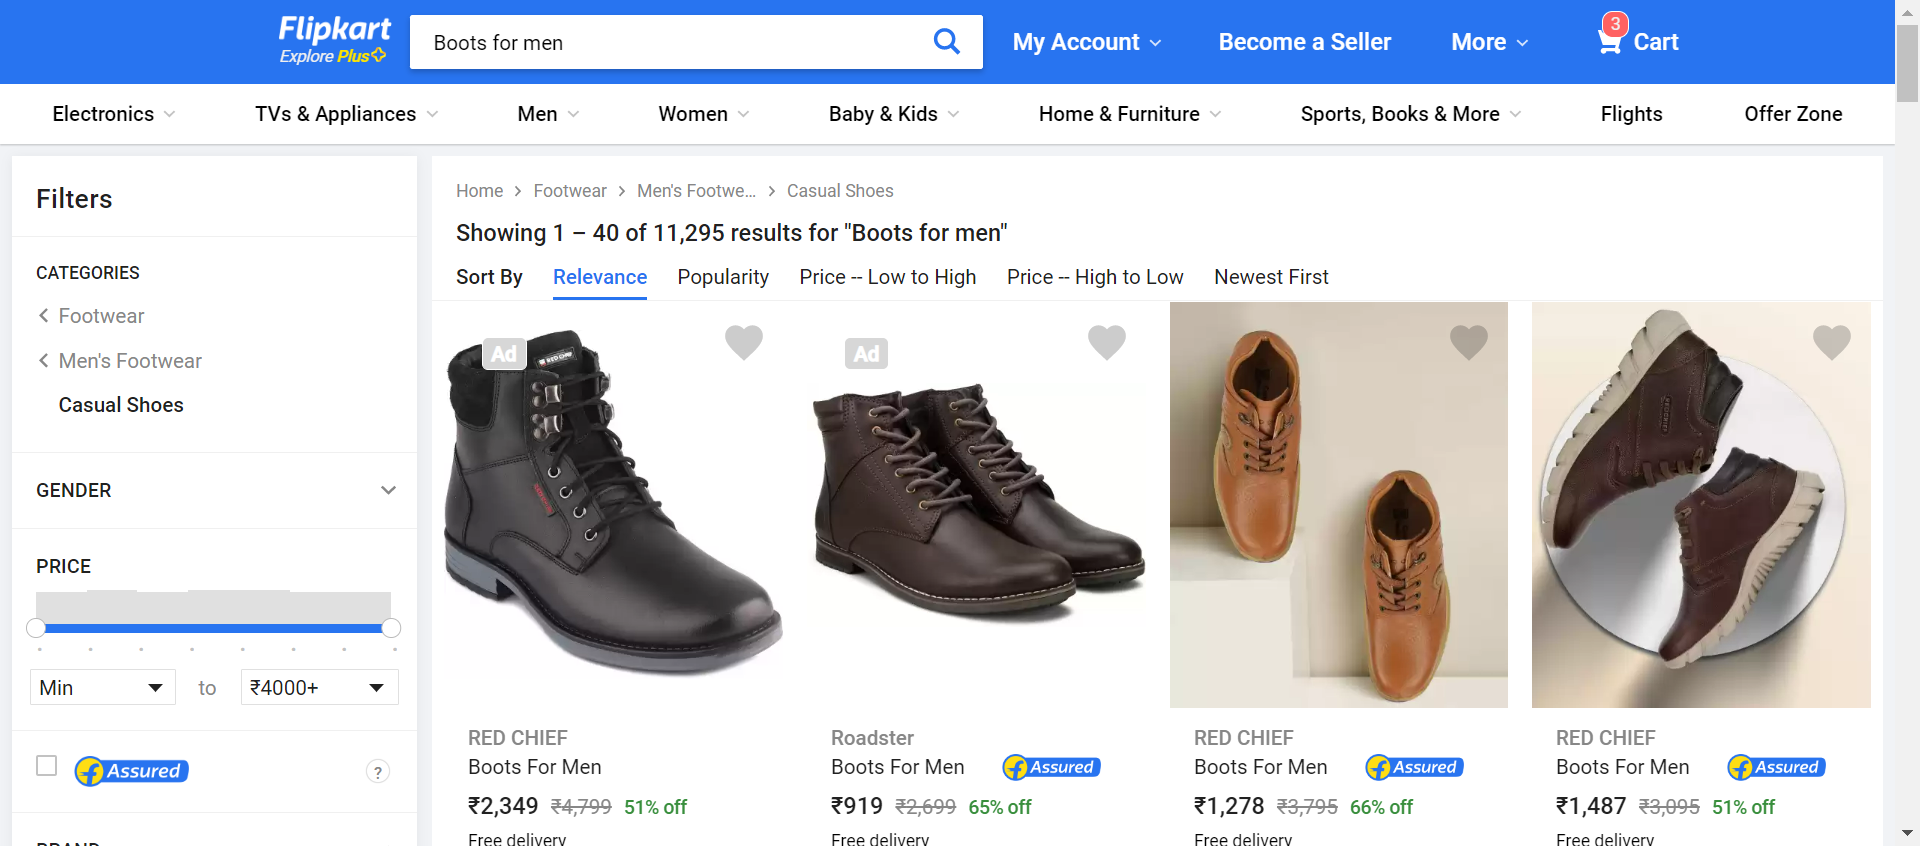 Flipkart
Explore Plus
Boots for men
My Account
Become a Seller
More
3
Cart
Electronics
TVs & Appliances
Men
Women
Baby & Kids
Home & Furniture
Sports, Books & More
Flights
Offer Zone
Filters
CATEGORIES
Footwear
Men's Footwear
Casual Shoes
GENDER
PRICE
Min to ₹4000+
Assured ?
Home > Footwear > Men's Footwe... > Casual Shoes
Showing 1 – 40 of 11,295 results for "Boots for men"
Sort By Relevance Popularity Price -- Low to High Price -- High to Low Newest First
Ad
RED CHIEF
RED CHIEF
Boots For Men
₹2,349 ₹4,799 51% off
Free delivery
Ad
Roadster
Boots For Men Assured
₹919 ₹2,699 65% off
Free delivery
RED CHIEF
Boots For Men Assured
₹1,278 ₹3,795 66% off
Free delivery
RED CHIEF
Boots For Men Assured
₹1,487 ₹3,095 51% off
Free delivery